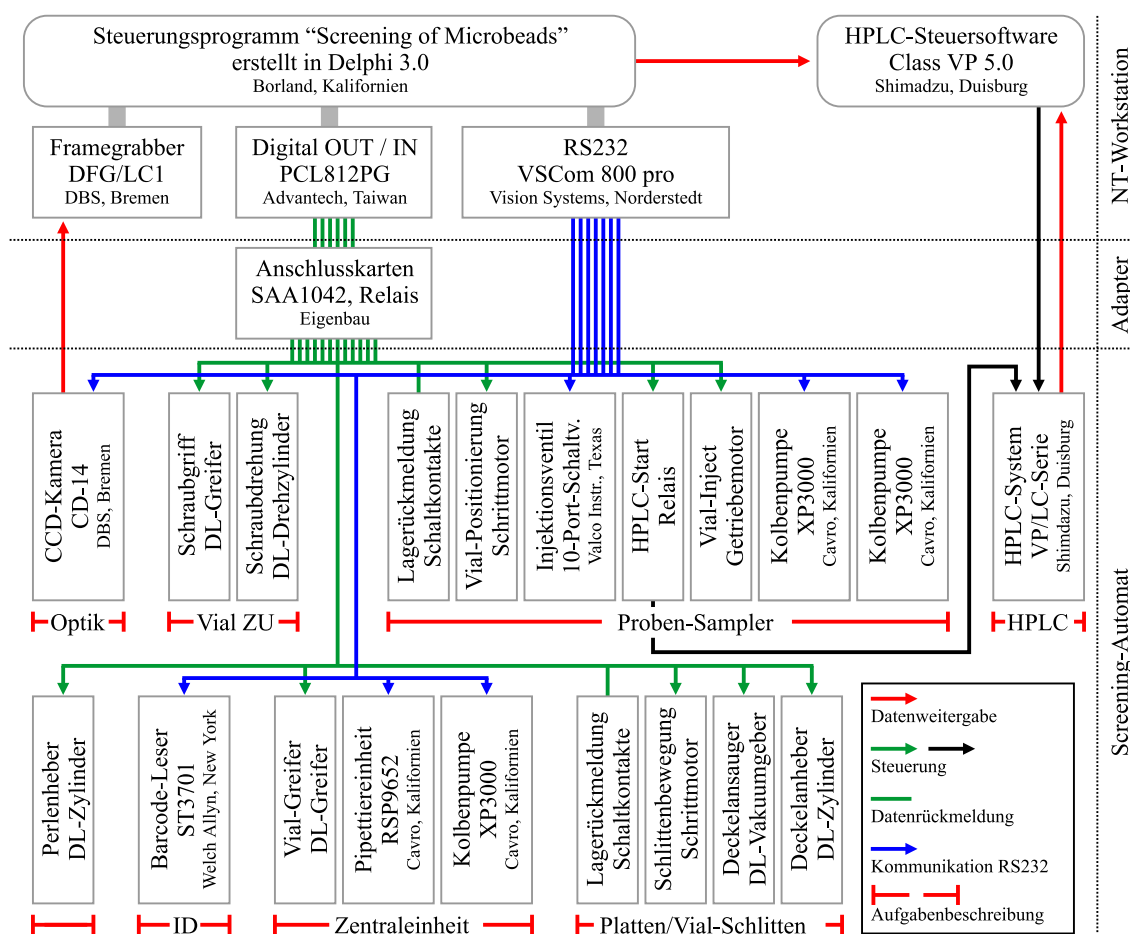 Steuerungsprogramm “Screening of Microbeads”
erstellt in Delphi 3.0
Borland, Kalifornien
HPLC-Steuersoftware
Class VP 5.0
Shimadzu, Duisburg
NT-Workstation
Framegrabber
DFG/LC1
DBS, Bremen
Digital OUT / IN
PCL812PG
Advantech, Taiwan
RS232
VSCom 800 pro
Vision Systems, Norderstedt
Anschlusskarten
SAA1042, Relais
Eigenbau
Adapter
CCD-Kamera
CD-14
DBS, Bremen
Schraubgriff
DL-Greifer
Schraubdrehung
DL-Drehzylinder
Lagerückmeldung
Schaltkontakte
Vial-Positionierung
Schrittmotor
Injektionsventil
10-Port-Schaltv.
Valco Instr., Texas
HPLC-Start
Relais
Vial-Inject
Getriebemotor
Kolbenpumpe
XP3000
Cavro, Kalifornien
Kolbenpumpe
XP3000
Cavro, Kalifornien
HPLC-System
VP/LC-Serie
Shimdazu, Duisburg
Optik
Vial ZU
Proben-Sampler
HPLC
Screening-Automat
Perlenheber
DL-Zylinder
Barcode-Leser
ST3701
Welch Allyn, New York
Vial-Greifer
DL-Greifer
Pipettiereinheit
RSP9652
Cavro, Kalifornien
Kolbenpumpe
XP3000
Cavro, Kalifornien
Lagerückmeldung
Schaltkontakte
Schlittenbewegung
Schrittmotor
Deckelansauger
DL-Vakuumgeber
Deckelanheber
DL-Zylinder
ID
Zentraleinheit
Platten/Vial-Schlitten
Datenweitergabe
Steuerung
Datenrückmeldung
Kommunikation RS232
Aufgabenbeschreibung